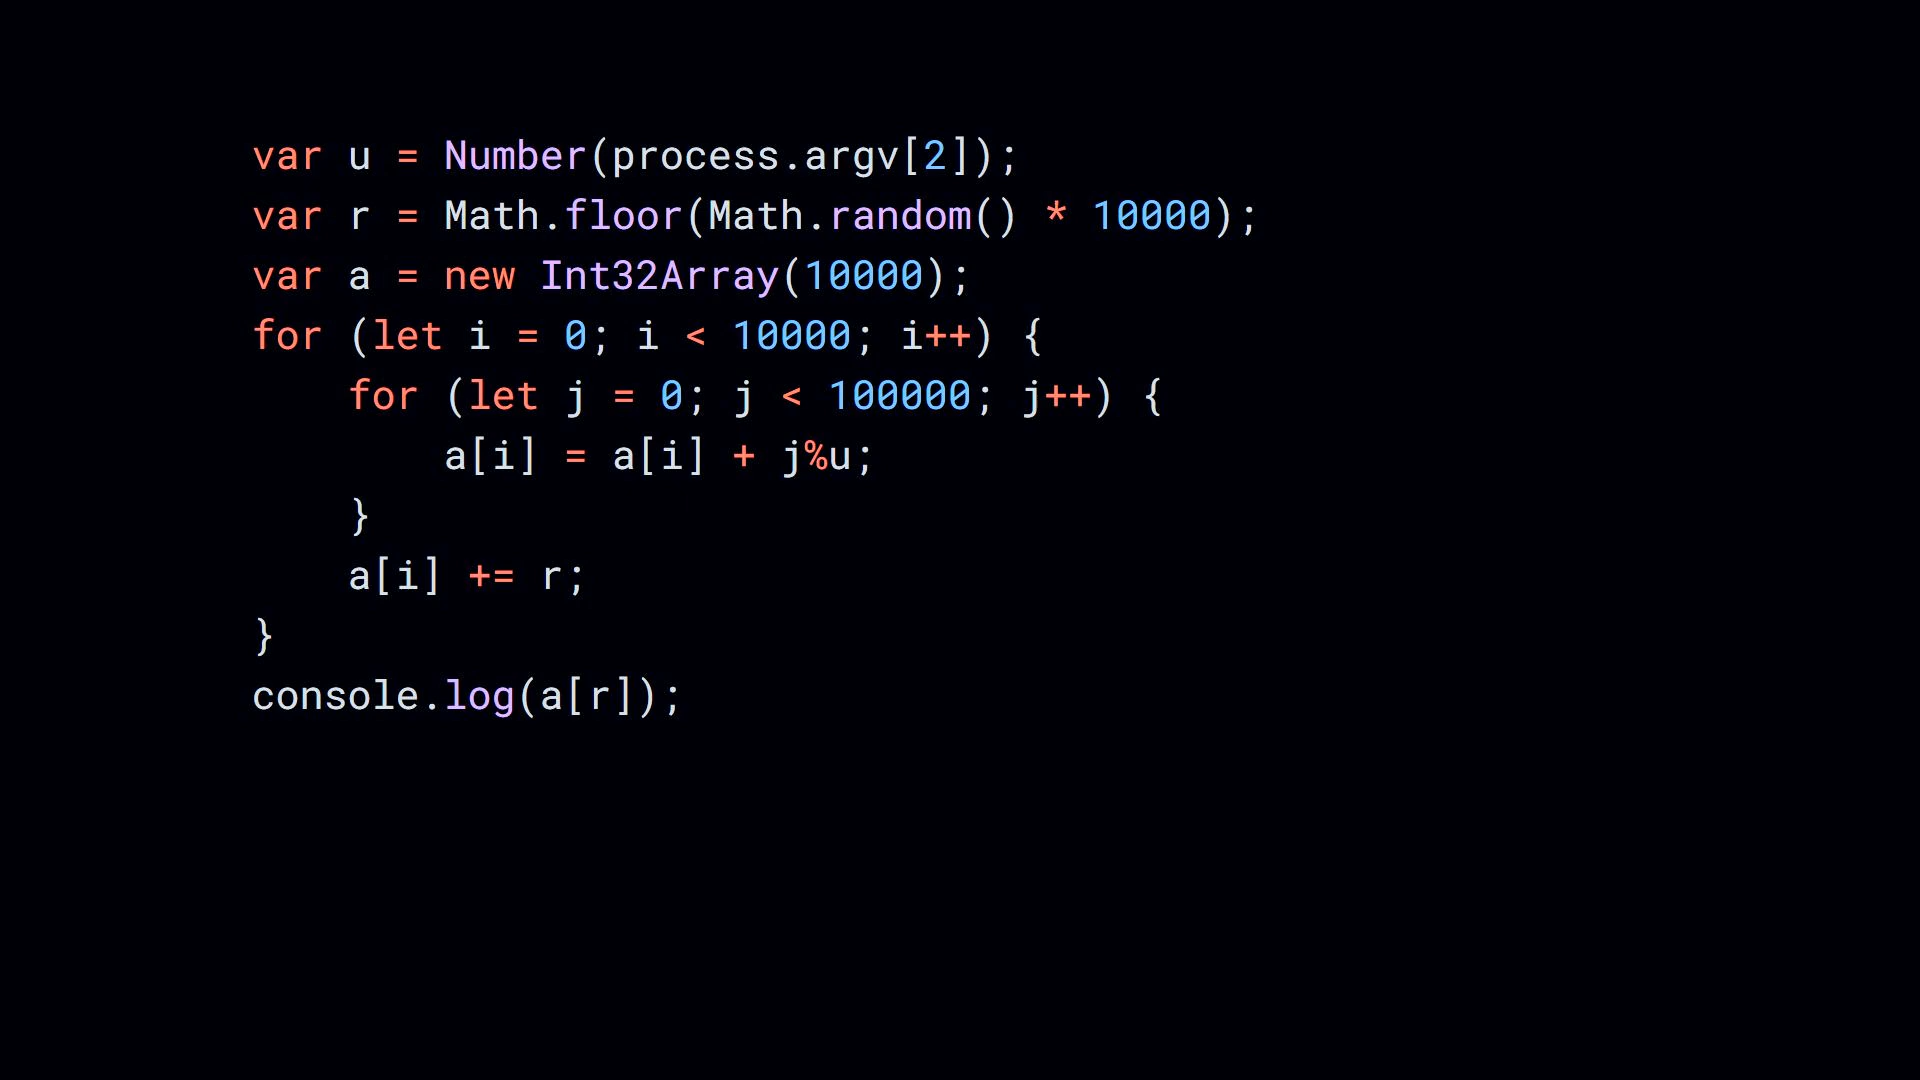 var u = Number(process.argv[2]);
var r = Math.floor(Math.random() * 10000);
var a = new Int32Array(10000);
for (let i = 0; i < 10000; i++) {
    for (let j = 0; j < 100000; j++) {
        a[i] = a[i] + j%u;
    }
    a[i] += r;
}
console.log(a[r]);